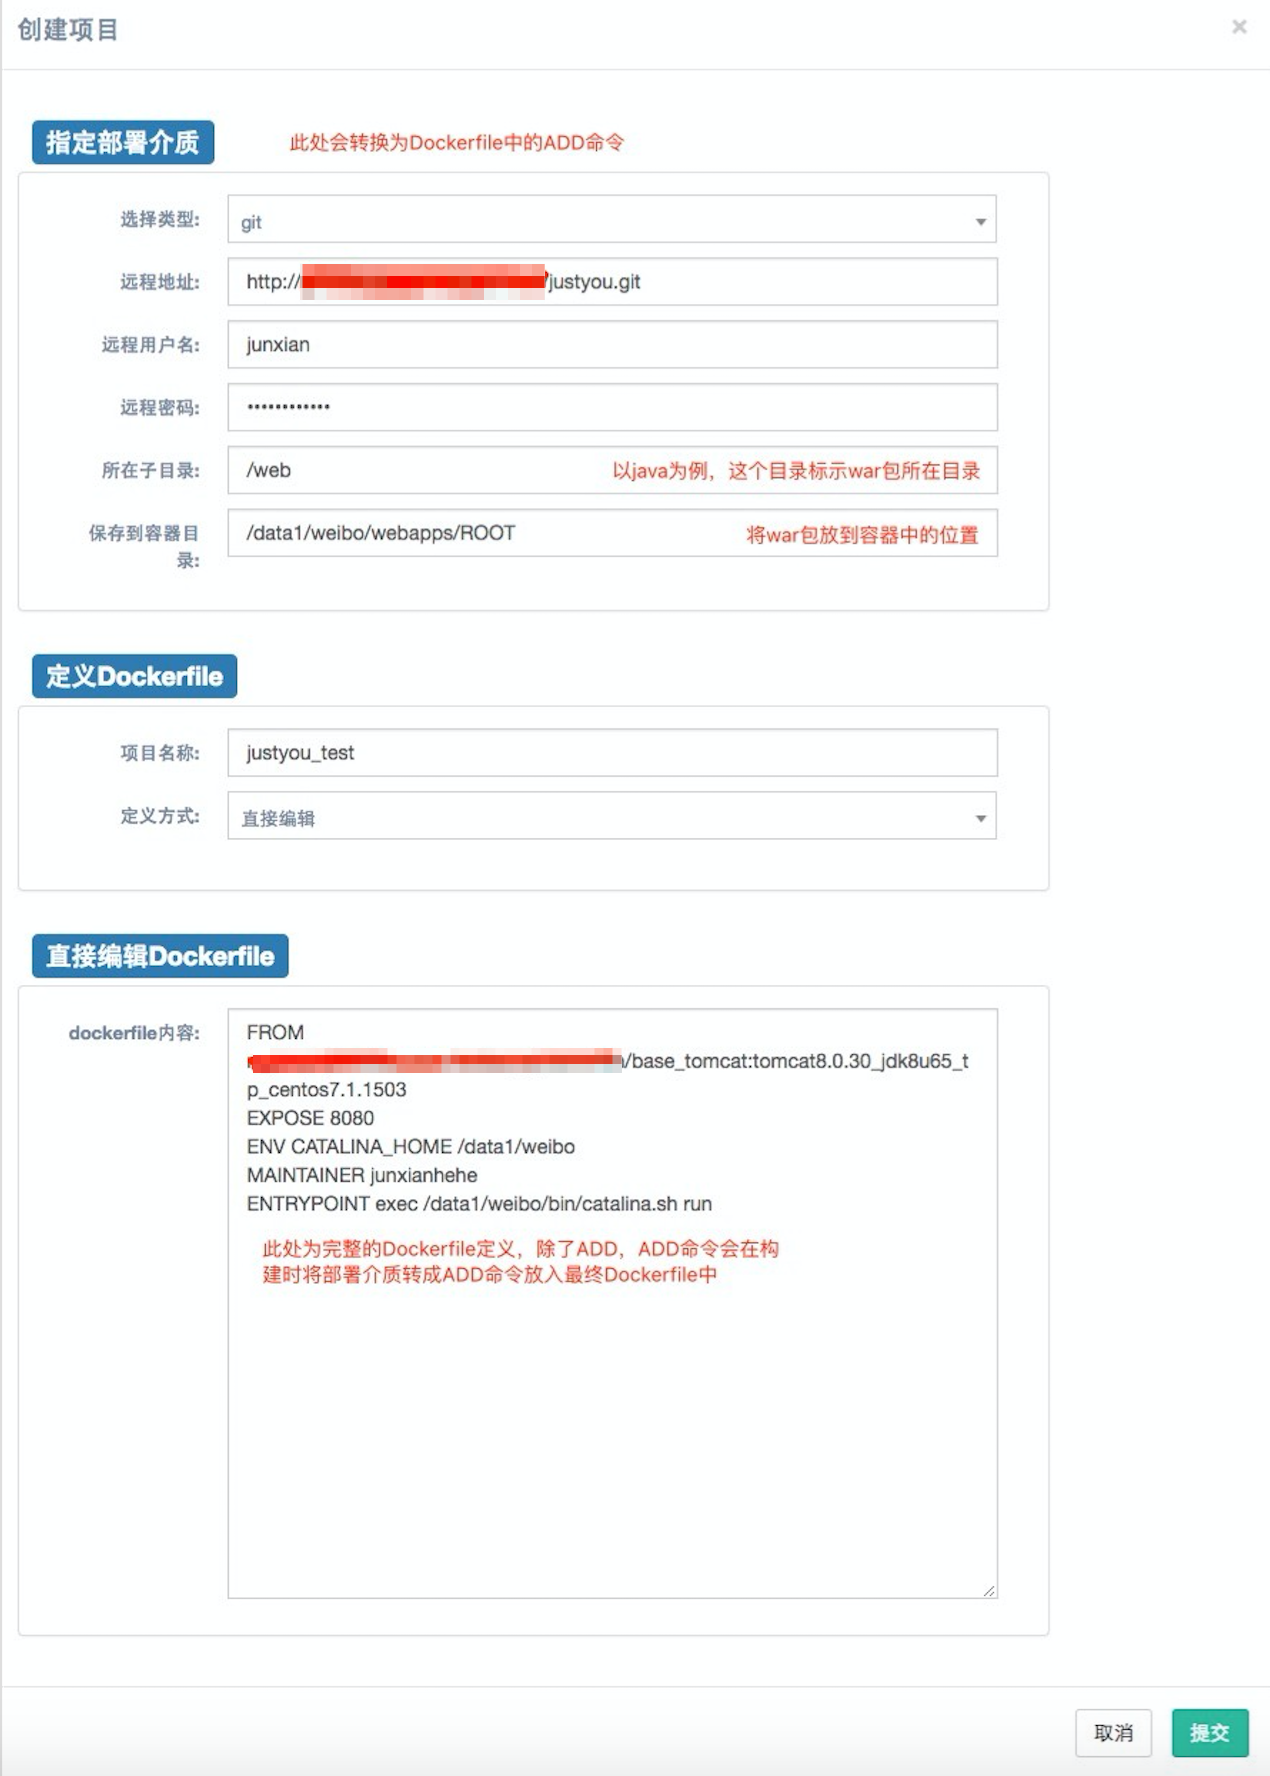 创建项目 ×
指定部署介质 此处会转换为Dockerfile中的ADD命令
选择类型: git
远程地址: http:// /justyou.git
远程用户名: junxian
远程密码: ••••••••••••
所在子目录: /web 以java为例，这个目录标示war包所在目录
保存到容器目 /data1/weibo/webapps/ROOT 将war包放到容器中的位置
录:
定义Dockerfile
项目名称: justyou_test
定义方式: 直接编辑
直接编辑Dockerfile
dockerfile内容: FROM
/base_tomcat:tomcat8.0.30_jdk8u65_t
p_centos7.1.1503
EXPOSE 8080
ENV CATALINA_HOME /data1/weibo
MAINTAINER junxianhehe
ENTRYPOINT exec /data1/weibo/bin/catalina.sh run
此处为完整的Dockerfile定义，除了ADD，ADD命令会在构
建时将部署介质转成ADD命令放入最终Dockerfile中
取消 提交